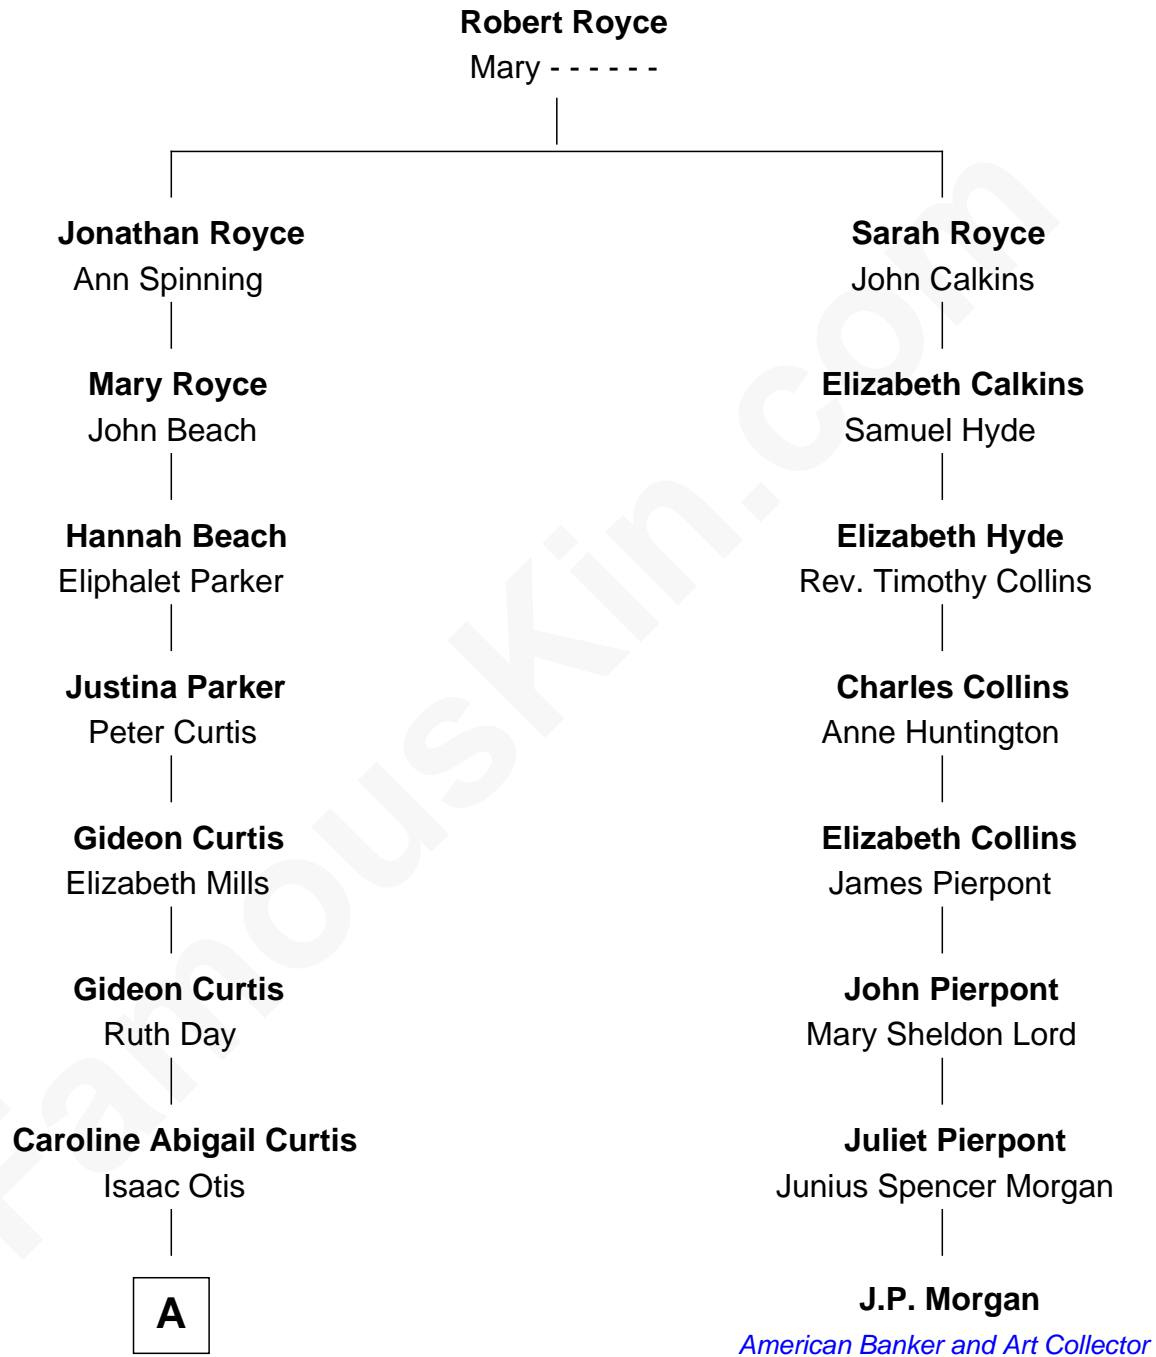 Robert Royce
Mary - - - - - -
Jonathan Royce
Ann Spinning
Sarah Royce
John Calkins
Mary Royce
John Beach
Elizabeth Calkins
Samuel Hyde
Hannah Beach
Eliphalet Parker
Elizabeth Hyde
Rev. Timothy Collins
Justina Parker
Peter Curtis
Charles Collins
Anne Huntington
Gideon Curtis
Elizabeth Mills
Elizabeth Collins
James Pierpont
Gideon Curtis
Ruth Day
John Pierpont
Mary Sheldon Lord
Caroline Abigail Curtis
Isaac Otis
Juliet Pierpont
Junius Spencer Morgan
A
J.P. Morgan
American Banker and Art Collector
FamousKin.com